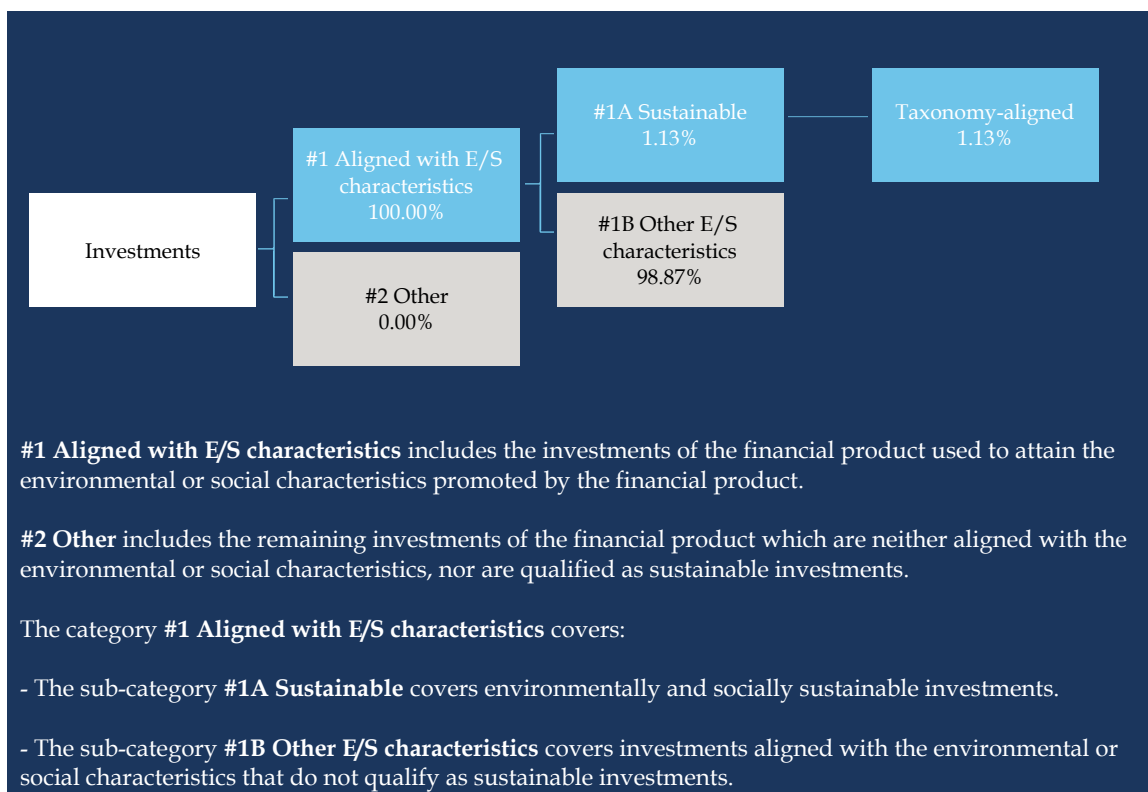 Investments
#1 Aligned with E/S
characteristics
100.00%
#2 Other
0.00%
#1A Sustainable
1.13%
#1B Other E/S
characteristics
98.87%
Taxonomy-aligned
1.13%
#1 Aligned with E/S characteristics includes the investments of the financial product used to attain the
environmental or social characteristics promoted by the financial product.
#2 Other includes the remaining investments of the financial product which are neither aligned with the
environmental or social characteristics, nor are qualified as sustainable investments.
The category #1 Aligned with E/S characteristics covers:
- The sub-category #1A Sustainable covers environmentally and socially sustainable investments.
- The sub-category #1B Other E/S characteristics covers investments aligned with the environmental or
social characteristics that do not qualify as sustainable investments.